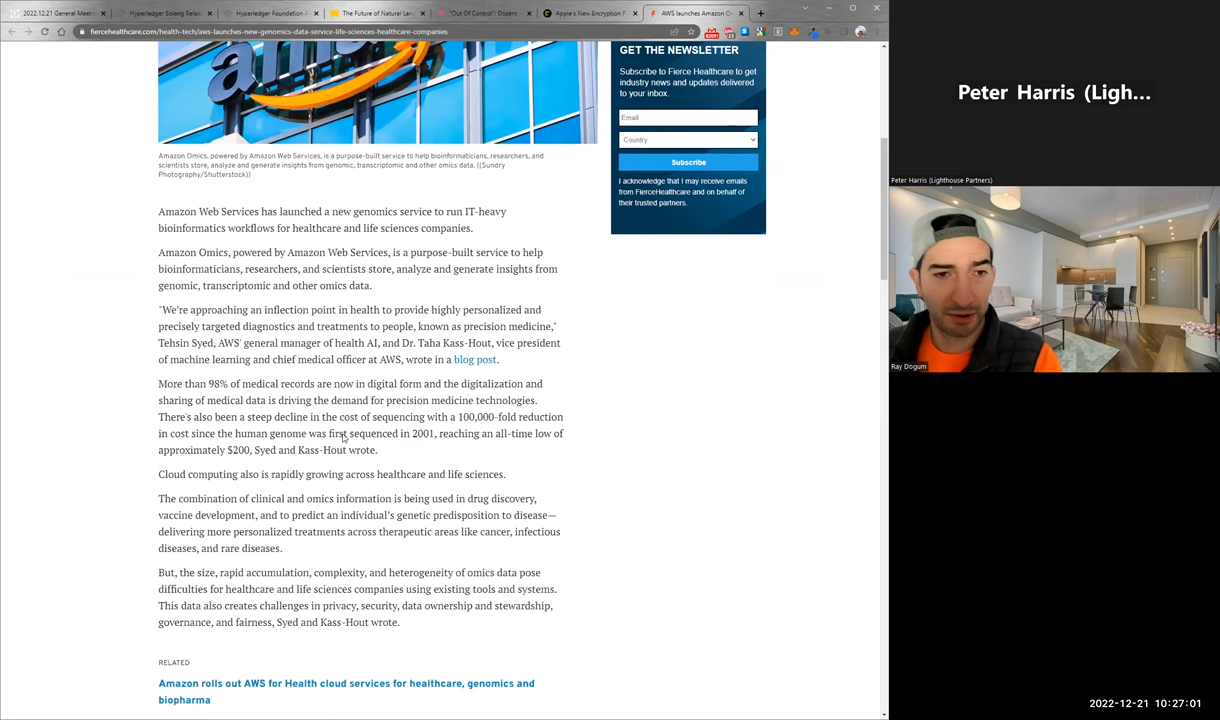 2022.12.21 General Meet
Hyperledger Solang Relea
Hyperledger Foundation
The Future of Natural Lan
"Out Of Control": Dozens
Apple's New Encryption F
AWS launches Amazon O
fiercehealthcare.com/health-tech/aws-launches-new-genomics-data-service-life-sciences-healthcare-companies
GET THE NEWSLETTER
Subscribe to Fierce Healthcare to get
industry news and updates delivered
to your inbox.
Email
Country
Subscribe
I acknowledge that I may receive emails
from FierceHealthcare and on behalf of
their trusted partners.
Amazon Omics, powered by Amazon Web Services, is a purpose-built service to help bioinformaticians, researchers, and
scientists store, analyze and generate insights from genomic, transcriptomic and other omics data. ((Sundry
Photography/Shutterstock))
Amazon Web Services has launched a new genomics service to run IT-heavy
bioinformatics workflows for healthcare and life sciences companies.
Amazon Omics, powered by Amazon Web Services, is a purpose-built service to help
bioinformaticians, researchers, and scientists store, analyze and generate insights from
genomic, transcriptomic and other omics data.
"We're approaching an inflection point in health to provide highly personalized and
precisely targeted diagnostics and treatments to people, known as precision medicine,"
Tehsin Syed, AWS' general manager of health AI, and Dr. Taha Kass-Hout, vice president
of machine learning and chief medical officer at AWS, wrote in a blog post.
More than 98% of medical records are now in digital form and the digitalization and
sharing of medical data is driving the demand for precision medicine technologies.
There's also been a steep decline in the cost of sequencing with a 100,000-fold reduction
in cost since the human genome was first sequenced in 2001, reaching an all-time low of
approximately $200, Syed and Kass-Hout wrote.
Cloud computing also is rapidly growing across healthcare and life sciences.
The combination of clinical and omics information is being used in drug discovery,
vaccine development, and to predict an individual's genetic predisposition to disease—
delivering more personalized treatments across therapeutic areas like cancer, infectious
diseases, and rare diseases.
But, the size, rapid accumulation, complexity, and heterogeneity of omics data pose
difficulties for healthcare and life sciences companies using existing tools and systems.
This data also creates challenges in privacy, security, data ownership and stewardship,
governance, and fairness, Syed and Kass-Hout wrote.
RELATED
Amazon rolls out AWS for Health cloud services for healthcare, genomics and
biopharma
Peter Harris (Ligh...
Peter Harris (Lighthouse Partners)
Ray Dogum
2022-12-21 10:27:01